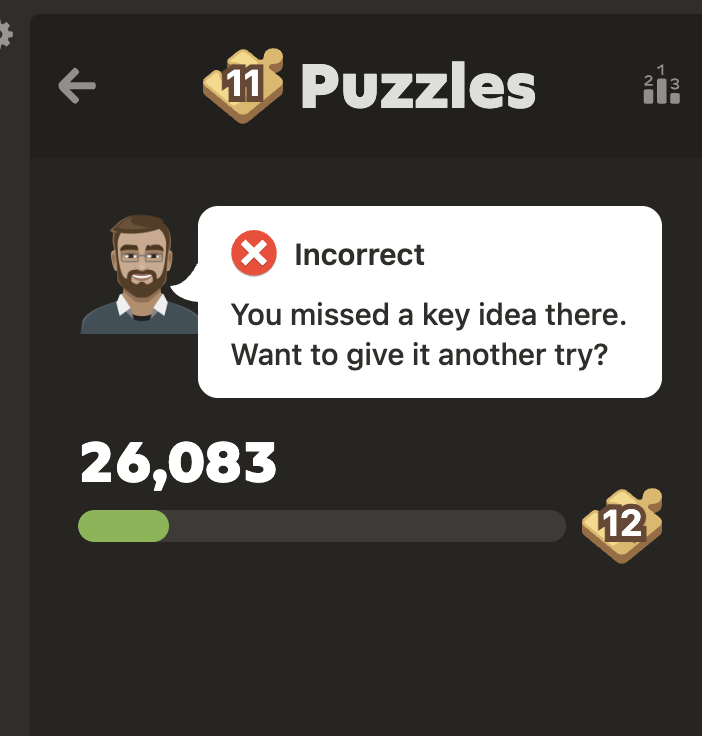 11 Puzzles
1
2 3
Incorrect
You missed a key idea there.
Want to give it another try?
26,083
12